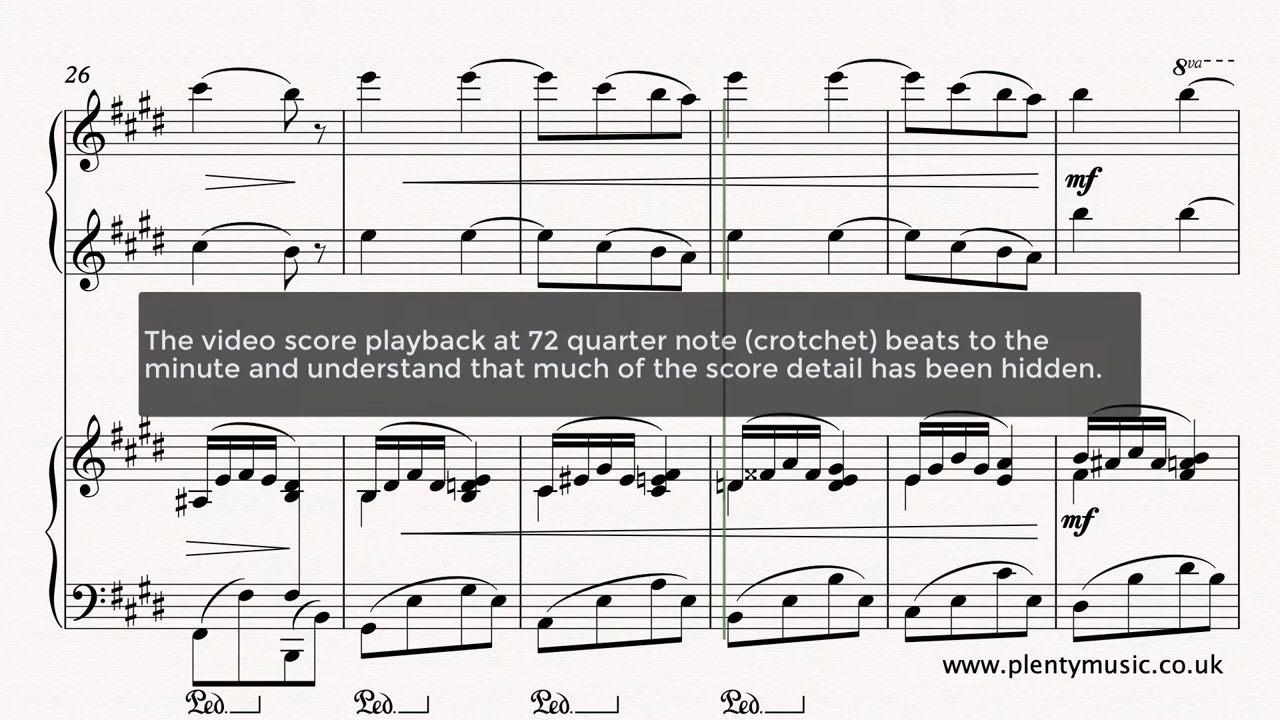 26
8va
mf
The video score playback at 72 quarter note (crotchet) beats to the
minute and understand that much of the score detail has been hidden.
mf
www.plentymusic.co.uk
Ped. Ped. Ped. Ped.